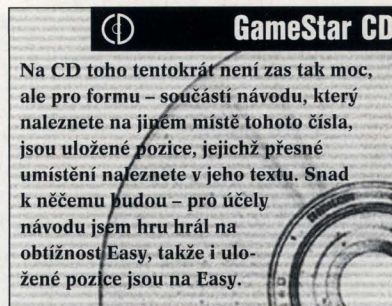 GameStar CD
Na CD toho tentokrát není zas tak moc,
ale pro formu – součástí návodu, který
naleznete na jiném místě tohoto čísla,
jsou uložené pozice, jejichž přesné
umístění naleznete v jeho textu. Snad
k něčemu budou – pro účely
návodu jsem hru hrál na
obtížnost Easy, takže i ulo-
žené pozice jsou na Easy.